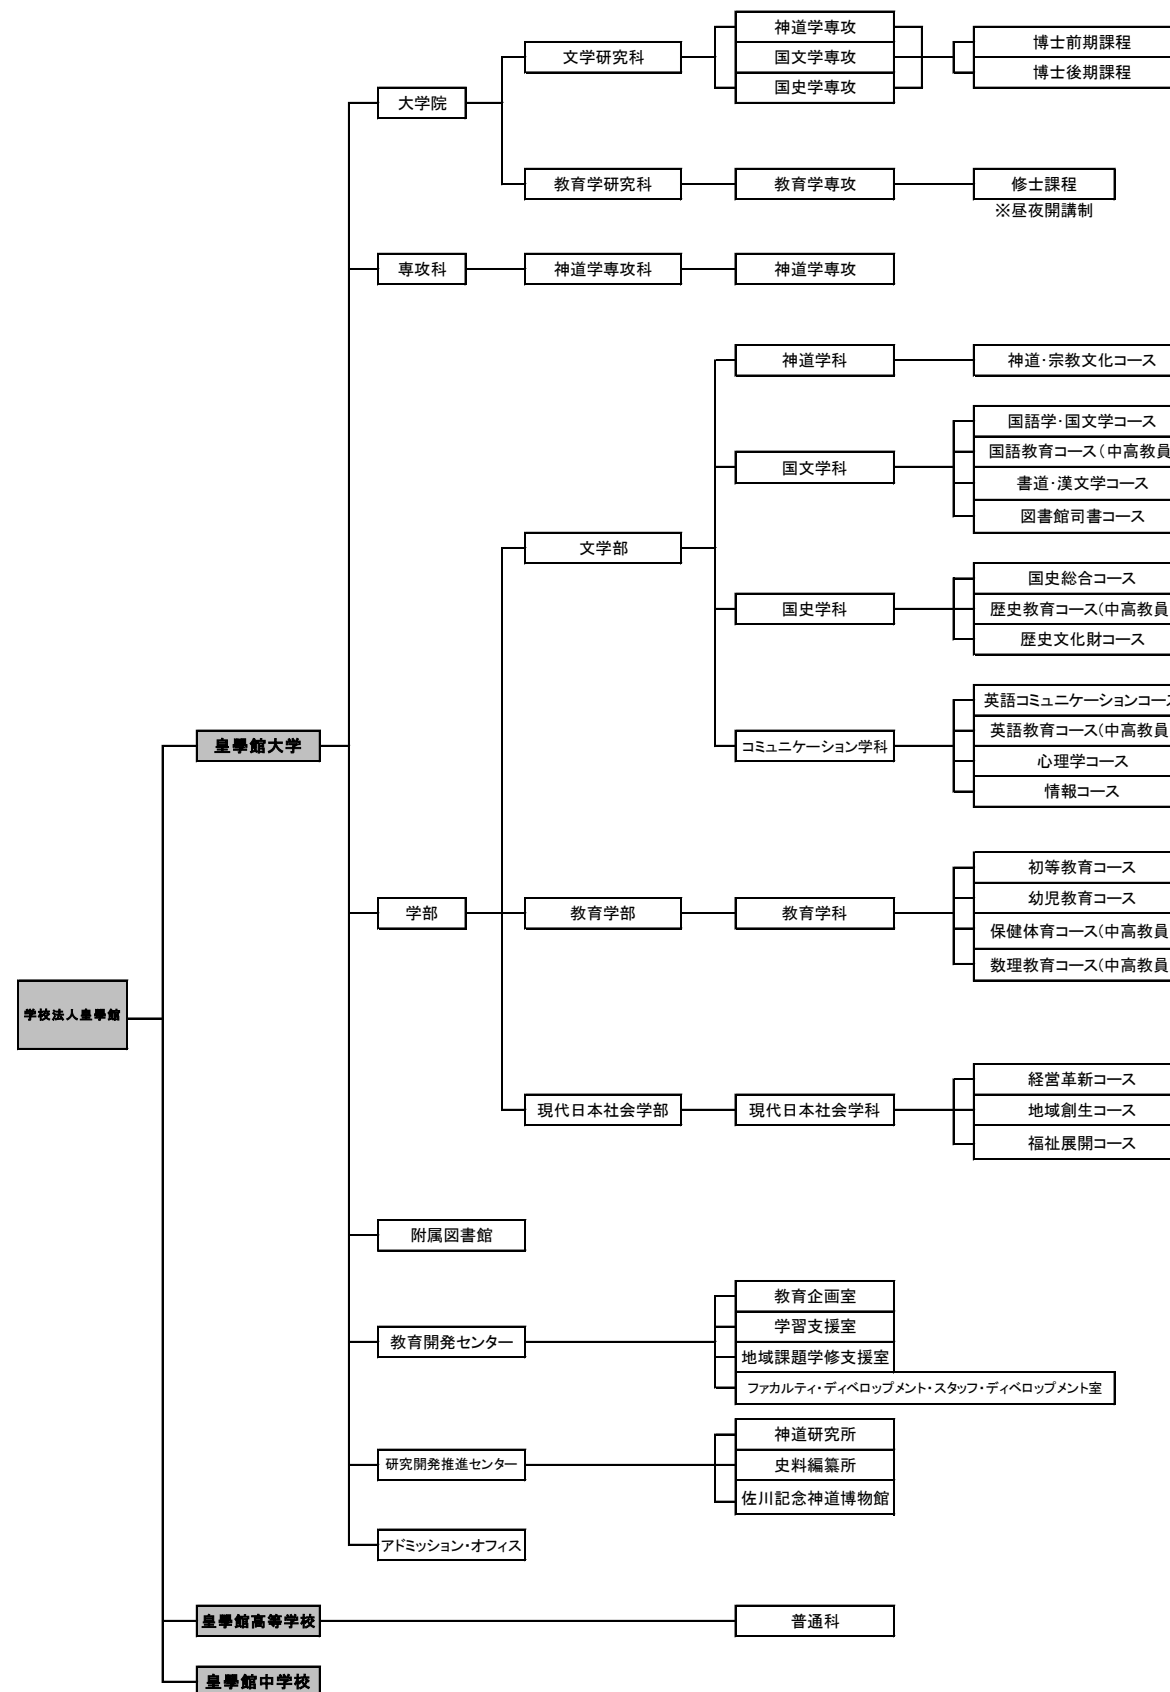 学校法人皇學館
皇學館大学
大学院
文学研究科
神道学専攻
国文学専攻
国史学専攻
博士前期課程
博士後期課程
教育学研究科
教育学専攻
修士課程
※昼夜開講制
専攻科
神道学専攻科
神道学専攻
学部
文学部
神道学科
神道・宗教文化コース
国文学科
国語学・国文学コース
国語教育コース（中高教員
書道・漢文学コース
図書館司書コース
国史学科
国史総合コース
歴史教育コース（中高教員
歴史文化財コース
コミュニケーション学科
英語コミュニケーションコース
英語教育コース（中高教員
心理学コース
情報コース
教育学部
教育学科
初等教育コース
幼児教育コース
保健体育コース（中高教員
数理教育コース（中高教員
現代日本社会学部
現代日本社会学科
経営革新コース
地域創生コース
福祉展開コース
附属図書館
教育開発センター
教育企画室
学習支援室
地域課題学修支援室
ファカルティ・ディベロップメント・スタッフ・ディベロップメント室
研究開発推進センター
神道研究所
史料編纂所
佐川記念神道博物館
アドミッション・オフィス
皇學館高等学校
普通科
皇學館中学校